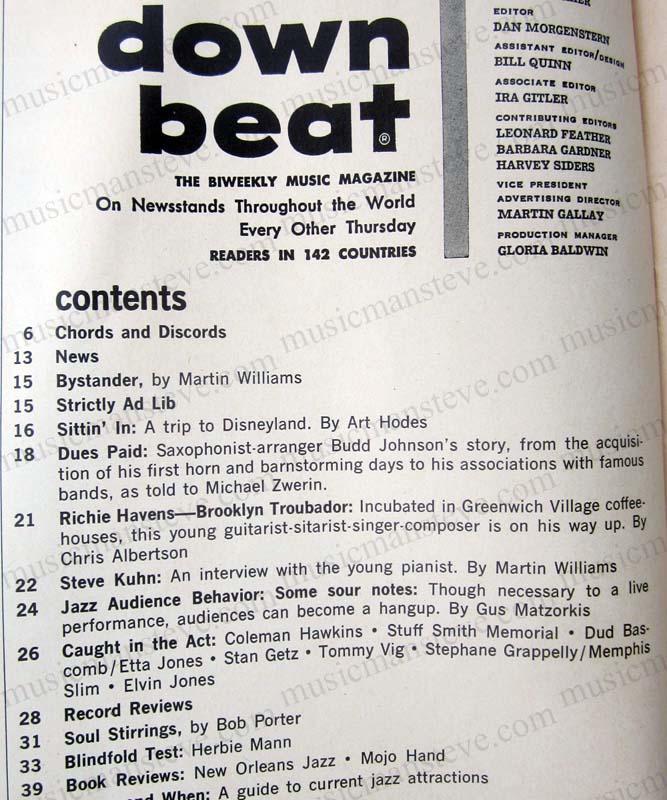 down
beat
®
THE BIWEEKLY MUSIC MAGAZINE
On Newsstands Throughout the World
Every Other Thursday
READERS IN 142 COUNTRIES
EDITOR
DAN MORGENSTERN
ASSISTANT EDITOR/DESIGN
BILL QUINN
ASSOCIATE EDITOR
IRA GITLER
CONTRIBUTING EDITORS
LEONARD FEATHER
BARBARA GARDNER
HARVEY SIDERS
VICE PRESIDENT
ADVERTISING DIRECTOR
MARTIN GALLAY
PRODUCTION MANAGER
GLORIA BALDWIN
contents
6 Chords and Discords
13 News
15 Bystander, by Martin Williams
15 Strictly Ad Lib
16 Sittin' In: A trip to Disneyland. By Art Hodes
18 Dues Paid: Saxophonist-arranger Budd Johnson's story, from the acquisi-
tion of his first horn and barnstorming days to his associations with famous
bands, as told to Michael Zwerin.
21 Richie Havens—Brooklyn Troubador: Incubated in Greenwich Village coffee-
houses, this young guitarist-sitarist-singer-composer is on his way up. By
Chris Albertson
22 Steve Kuhn: An interview with the young pianist. By Martin Williams
24 Jazz Audience Behavior: Some sour notes: Though necessary to a live
performance, audiences can become a hangup. By Gus Matzorkis
26 Caught in the Act: Coleman Hawkins • Stuff Smith Memorial • Dud Bas-
comb/Etta Jones • Stan Getz • Tommy Vig • Stephane Grappelly/Memphis
Slim • Elvin Jones
28 Record Reviews
31 Soul Stirrings, by Bob Porter
33 Blindfold Test: Herbie Mann
39 Book Reviews: New Orleans Jazz • Mojo Hand
and When: A guide to current jazz attractions
musicmansteve.com